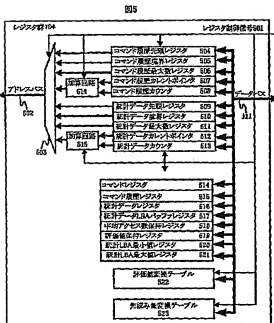 図5
レジスタ群104
レジスタ制御信号501
コマンド履歴先頭レジスタ 504
コマンド履歴境界レジスタ 505
コマンド履歴最大数レジスタ 506
コマンド履歴カレントポインタ 507
コマンド履歴カウンタ 508
加算回路
514
アドレスバス
502
503
データバス
111
統計データ先頭レジスタ 509
統計データ境界レジスタ 510
統計データ最大数レジスタ 511
統計データカレントポインタ 512
統計データカウンタ 513
加算回路
515
コマンドレジスタ 514
コマンド履歴レジスタ 515
統計データレジスタ 516
統計データLBAバッファレジスタ 517
平均アクセス数保持レジスタ 518
評価値保持レジスタ 519
統計LBA最小値レジスタ 520
統計LBA最大値レジスタ 521
評価値変換テーブル
522
先読み量変換テーブル
523